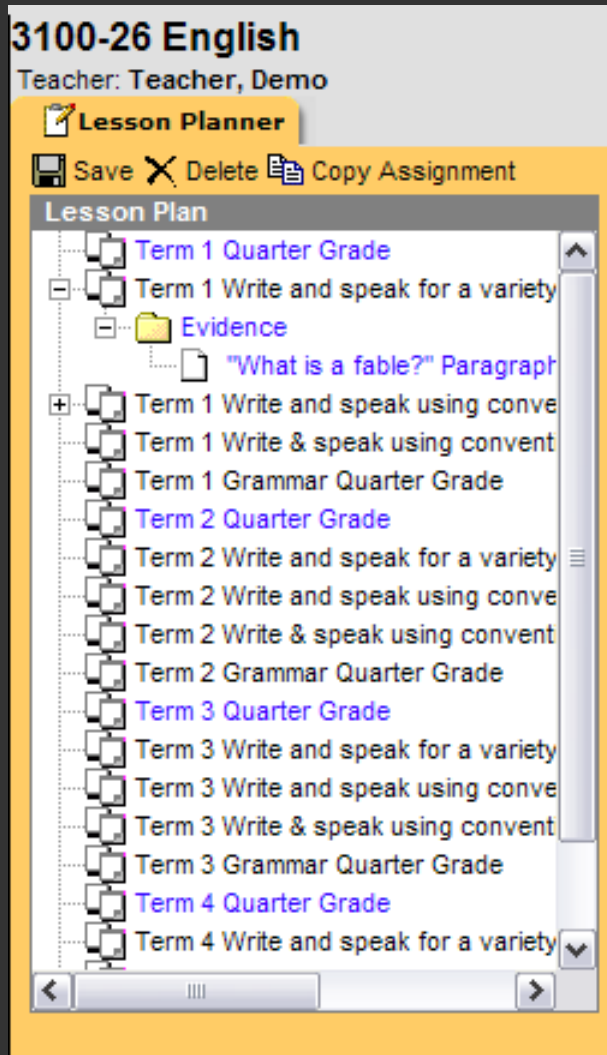 3100-26 English
Teacher: Teacher, Demo
Lesson Planner
Save Delete Copy Assignment
Lesson Plan
Term 1 Quarter Grade
Term 1 Write and speak for a variety
Evidence
"What is a fable?" Paragraph
Term 1 Write and speak using conve
Term 1 Write & speak using conventi
Term 1 Grammar Quarter Grade
Term 2 Quarter Grade
Term 2 Write and speak for a variety
Term 2 Write and speak using conve
Term 2 Write & speak using conventi
Term 2 Grammar Quarter Grade
Term 3 Quarter Grade
Term 3 Write and speak for a variety
Term 3 Write and speak using conve
Term 3 Write & speak using conventi
Term 3 Grammar Quarter Grade
Term 4 Quarter Grade
Term 4 Write and speak for a variety